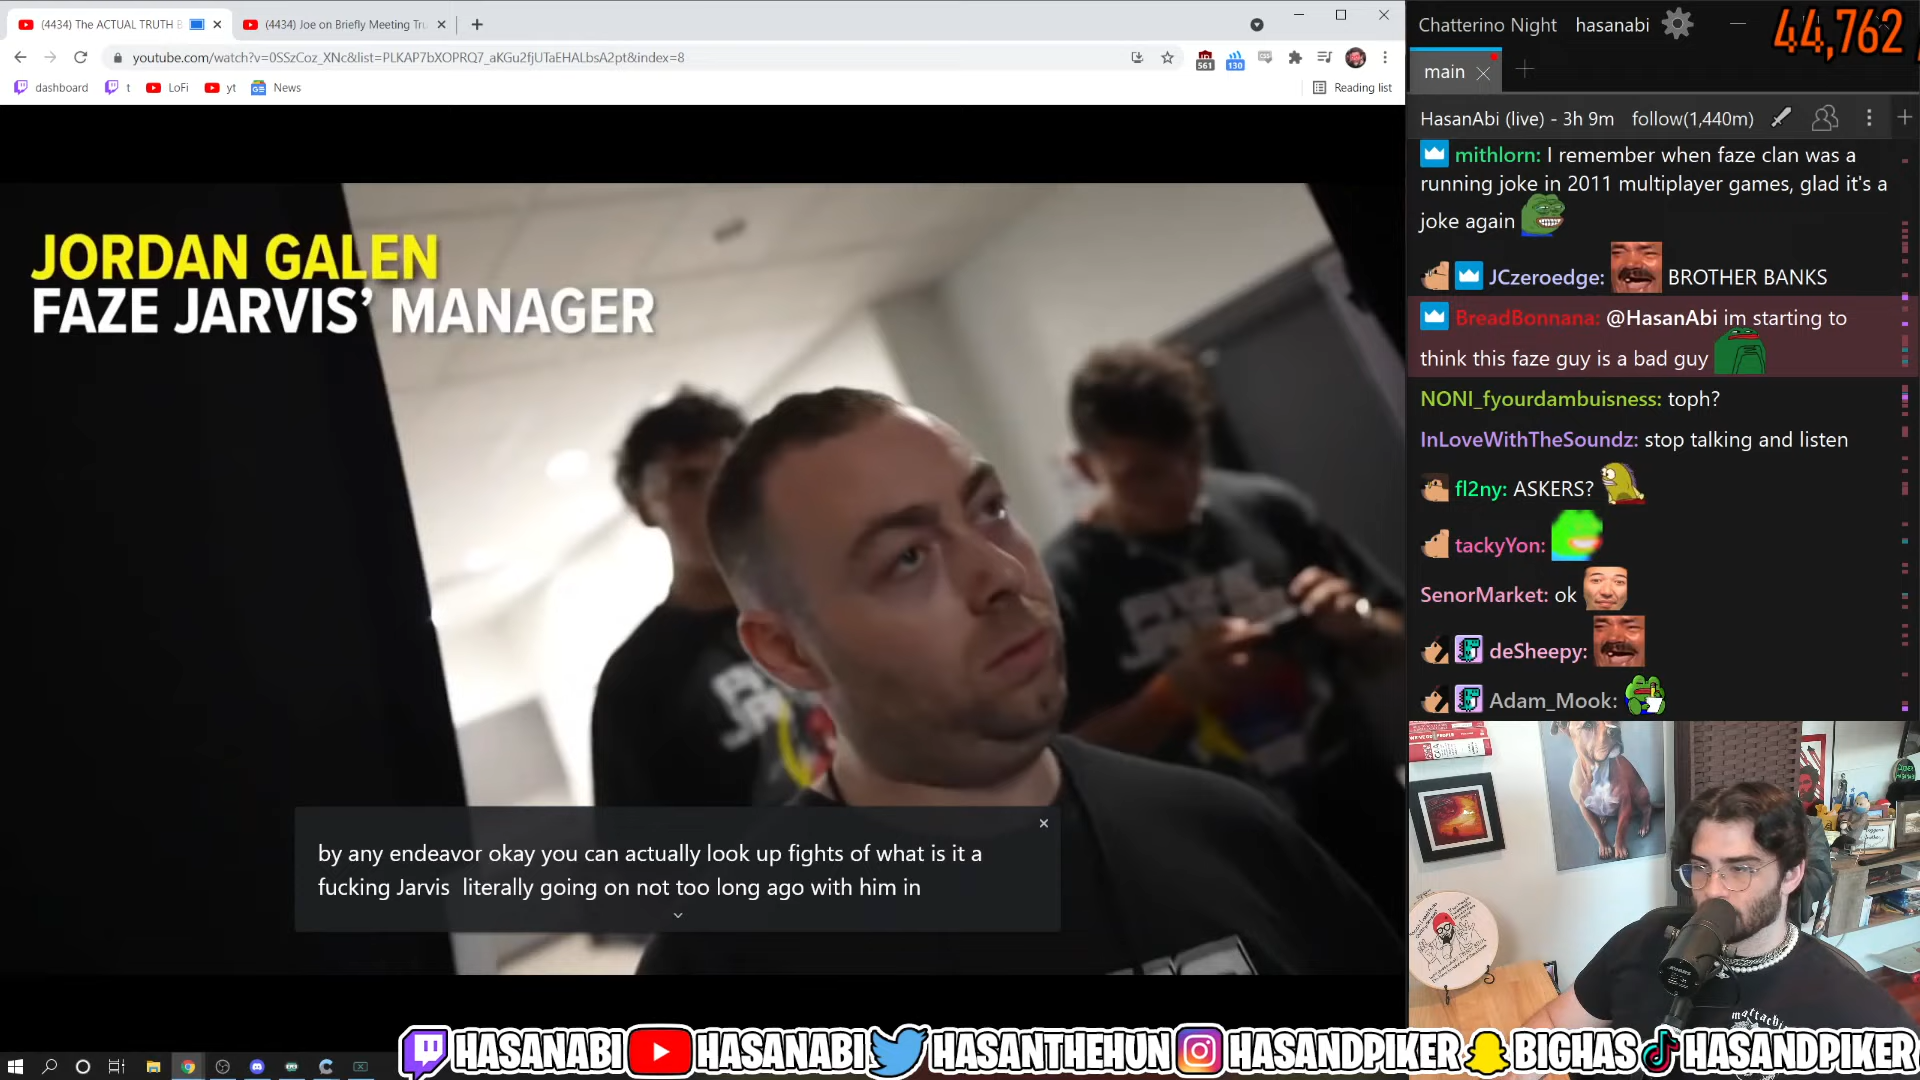 (4434) The ACTUAL TRUTH B
(4434) Joe on Briefly Meeting Tru
youtube.com/watch?v=0SSzCoz_XNc&list=PLKAP7bXOPRQ7_aKGu2fjUTaEHALbsA2pt&index=8
561
130
dashboard
t
LoFi
yt
News
Reading list
JORDAN GALEN
FAZE JARVIS' MANAGER
by any endeavor okay you can actually look up fights of what is it a
fucking Jarvis literally going on not too long ago with him in
Chatterino Night
hasanabi
44,762
main
HasanAbi (live) - 3h 9m
follow(1,440m)
mithlorn: I remember when faze clan was a
running joke in 2011 multiplayer games, glad it's a
joke again
JCzeroedge: BROTHER BANKS
BreadBonnana: @HasanAbi im starting to
think this faze guy is a bad guy
NONI_fyourdambuisness: toph?
InLoveWithTheSoundz: stop talking and listen
fl2ny: ASKERS?
tackyYon:
SenorMarket: ok
deSheepy:
Adam_Mook:
HASANABI
HASANABI
HASANTHEHUN
HASANDPIKER
BIGHAS
HASANDPIKER